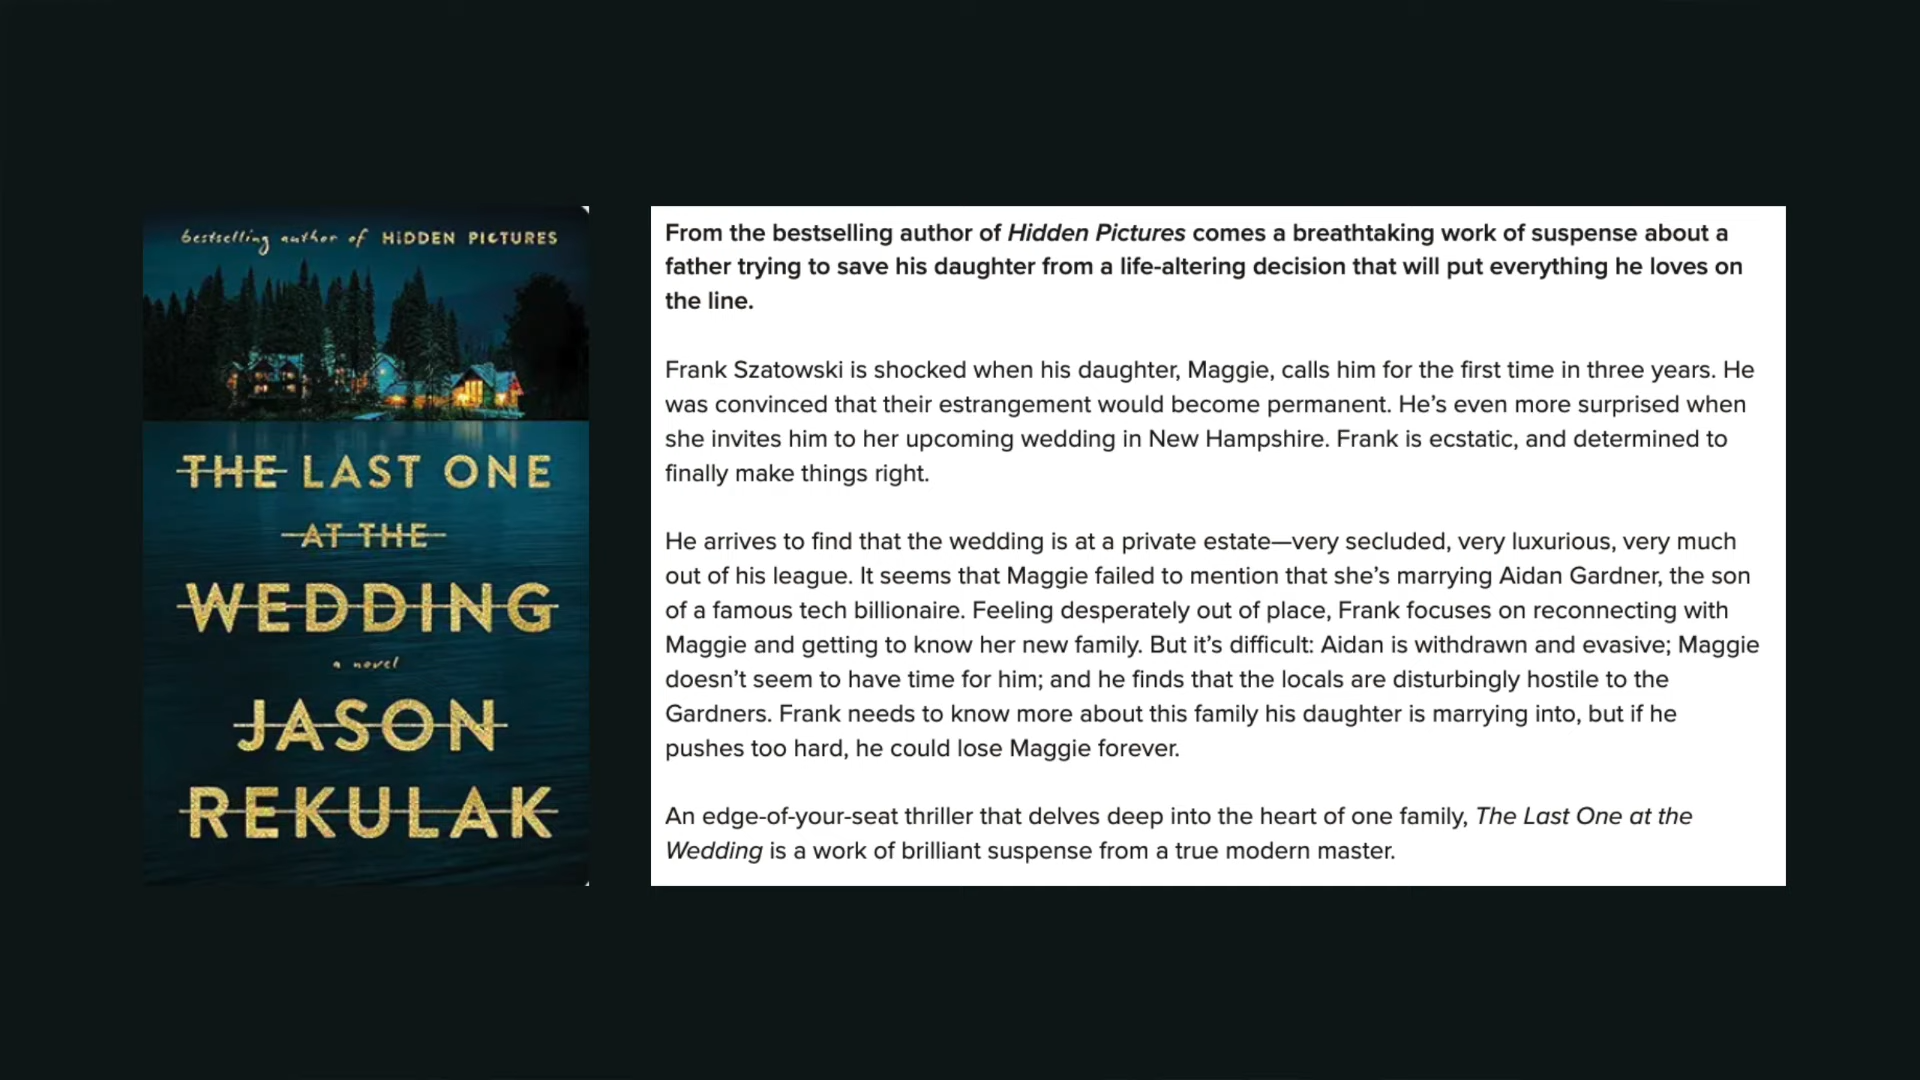 bestselling author of HiDDEN PICTURES
THE LAST ONE
AT THE
WEDDING
a novel
JASON
REKULAK
From the bestselling author of Hidden Pictures comes a breathtaking work of suspense about a
father trying to save his daughter from a life-altering decision that will put everything he loves on
the line.
Frank Szatowski is shocked when his daughter, Maggie, calls him for the first time in three years. He
was convinced that their estrangement would become permanent. He’s even more surprised when
she invites him to her upcoming wedding in New Hampshire. Frank is ecstatic, and determined to
finally make things right.
He arrives to find that the wedding is at a private estate—very secluded, very luxurious, very much
out of his league. It seems that Maggie failed to mention that she’s marrying Aidan Gardner, the son
of a famous tech billionaire. Feeling desperately out of place, Frank focuses on reconnecting with
Maggie and getting to know her new family. But it’s difficult: Aidan is withdrawn and evasive; Maggie
doesn’t seem to have time for him; and he finds that the locals are disturbingly hostile to the
Gardners. Frank needs to know more about this family his daughter is marrying into, but if he
pushes too hard, he could lose Maggie forever.
An edge-of-your-seat thriller that delves deep into the heart of one family, The Last One at the
Wedding is a work of brilliant suspense from a true modern master.